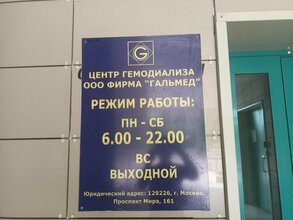 G
ЦЕНТР ГЕМОДИАЛИЗА
ООО ФИРМА "ГАЛЬМЕД"
РЕЖИМ РАБОТЫ:
ПН - СБ
6.00 - 22.00
ВС
ВЫХОДНОЙ
Юридический адрес: 129226, г. Москва,
Проспект Мира, 161